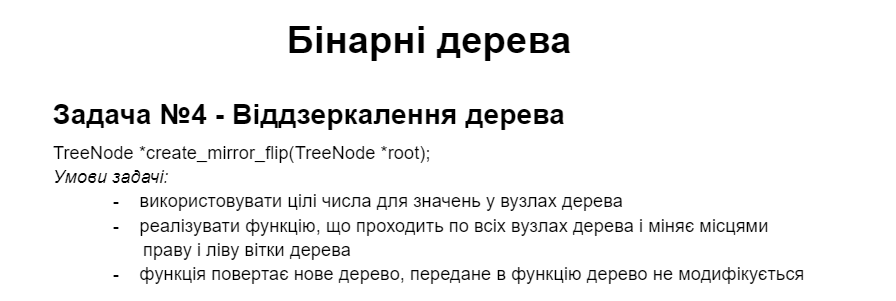 Бінарні дерева
Задача №4 - Віддзеркалення дерева
TreeNode *create_mirror_flip(TreeNode *root);
Умови задачі:
- використовувати цілі числа для значень у вузлах дерева
- реалізувати функцію, що проходить по всіх вузлах дерева і міняє місцями
праву і ліву вітки дерева
- функція повертає нове дерево, передане в функцію дерево не модифікується